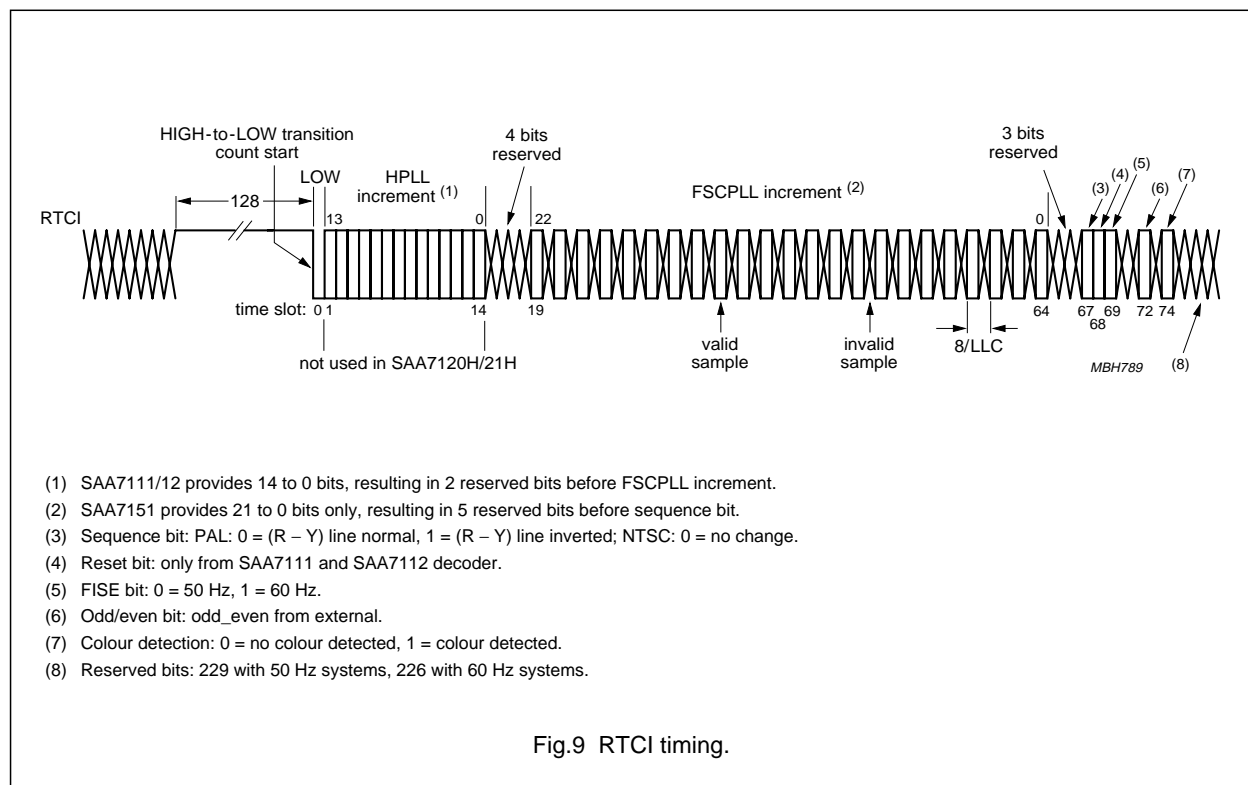 HIGH-to-LOW transition
count start
4 bits
reserved
3 bits
reserved
(5)
(4)
(3)
(6)
(7)
LOW
HPLL
increment (1)
FSCPLL increment (2)
128
RTCI
13
0
22
0
time slot:
0 1
14
19
64
67
68
69
72
74
not used in SAA7120H/21H
valid
sample
invalid
sample
8/LLC
MBH789
(8)
(1) SAA7111/12 provides 14 to 0 bits, resulting in 2 reserved bits before FSCPLL increment.
(2) SAA7151 provides 21 to 0 bits only, resulting in 5 reserved bits before sequence bit.
(3) Sequence bit: PAL: 0 = (R − Y) line normal, 1 = (R − Y) line inverted; NTSC: 0 = no change.
(4) Reset bit: only from SAA7111 and SAA7112 decoder.
(5) FISE bit: 0 = 50 Hz, 1 = 60 Hz.
(6) Odd/even bit: odd_even from external.
(7) Colour detection: 0 = no colour detected, 1 = colour detected.
(8) Reserved bits: 229 with 50 Hz systems, 226 with 60 Hz systems.
Fig.9 RTCI timing.